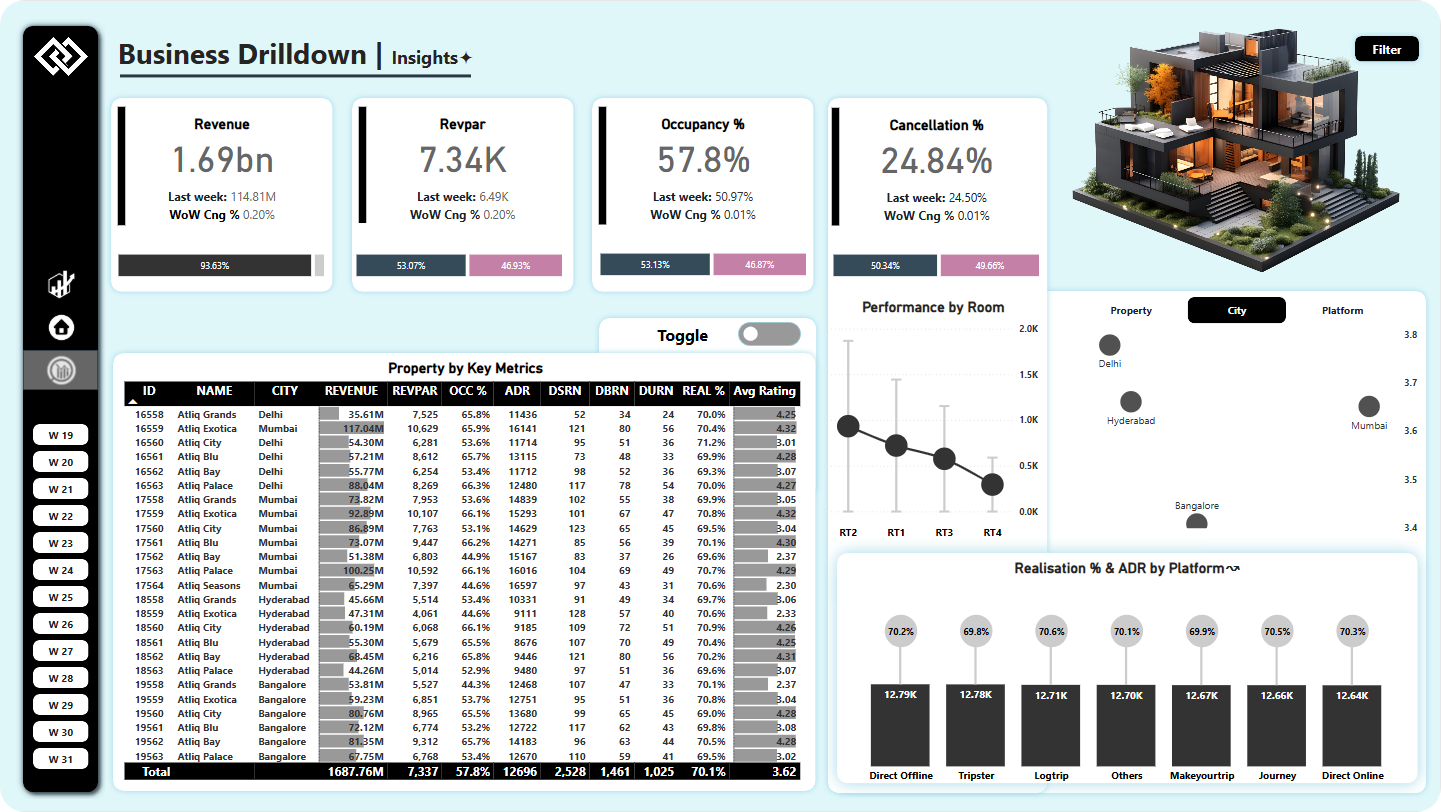 Business Drilldown | Insights✦
Filter
Revenue
1.69bn
Last week: 114.81M
WoW Cng % 0.20%
93.63%
Revpar
7.34K
Last week: 6.49K
WoW Cng % 0.20%
53.07% 46.93%
Occupancy %
57.8%
Last week: 50.97%
WoW Cng % 0.01%
53.13% 46.87%
Cancellation %
24.84%
Last week: 24.50%
WoW Cng % 0.01%
50.34% 49.66%
W 19
W 20
W 21
W 22
W 23
W 24
W 25
W 26
W 27
W 28
W 29
W 30
W 31
Toggle
Property by Key Metrics
ID NAME CITY REVENUE REVPAR OCC % ADR DSRN DBRN DURN REAL % Avg Rating
16558 Atliq Grands Delhi 35.61M 7,525 65.8% 11436 52 34 24 70.0% 4.25
16559 Atliq Exotica Mumbai 117.04M 10,629 65.9% 16141 121 80 56 70.4% 4.32
16560 Atliq City Delhi 54.30M 6,281 53.6% 11714 95 51 36 71.2% 3.01
16561 Atliq Blu Delhi 57.21M 8,612 65.7% 13115 73 48 33 69.9% 4.28
16562 Atliq Bay Delhi 55.77M 6,254 53.4% 11712 98 52 36 69.3% 3.07
16563 Atliq Palace Delhi 88.04M 8,269 66.3% 12480 117 78 54 70.0% 4.27
17558 Atliq Grands Mumbai 73.82M 7,953 53.6% 14839 102 55 38 69.9% 3.05
17559 Atliq Exotica Mumbai 92.89M 10,107 66.1% 15293 101 67 47 70.8% 4.32
17560 Atliq City Mumbai 86.89M 7,763 53.1% 14629 123 65 45 69.5% 3.04
17561 Atliq Blu Mumbai 73.07M 9,447 66.2% 14271 85 56 39 70.1% 4.30
17562 Atliq Bay Mumbai 51.38M 6,803 44.9% 15167 83 37 26 69.6% 2.37
17563 Atliq Palace Mumbai 100.25M 10,592 66.1% 16016 104 69 49 70.7% 4.29
17564 Atliq Seasons Mumbai 65.29M 7,397 44.6% 16597 97 43 31 70.6% 2.30
18558 Atliq Grands Hyderabad 45.66M 5,514 53.4% 10331 91 49 34 69.7% 3.06
18559 Atliq Exotica Hyderabad 47.31M 4,061 44.6% 9111 128 57 40 70.6% 2.33
18560 Atliq City Hyderabad 60.19M 6,068 66.1% 9185 109 72 51 70.9% 4.26
18561 Atliq Blu Hyderabad 55.30M 5,679 65.5% 8676 107 70 49 70.4% 4.25
18562 Atliq Bay Hyderabad 68.45M 6,216 65.8% 9446 121 80 56 70.2% 4.31
18563 Atliq Palace Hyderabad 44.26M 5,014 52.9% 9480 97 51 36 69.6% 3.07
19558 Atliq Grands Bangalore 53.81M 5,527 44.3% 12468 107 47 33 70.1% 2.37
19559 Atliq Exotica Bangalore 59.23M 6,851 53.7% 12751 95 51 36 70.8% 3.04
19560 Atliq City Bangalore 80.76M 8,965 65.5% 13680 99 65 45 69.0% 4.28
19561 Atliq Blu Bangalore 72.12M 6,774 53.2% 12722 117 62 43 69.8% 3.08
19562 Atliq Bay Bangalore 81.35M 9,312 65.7% 14183 96 63 44 70.5% 4.28
19563 Atliq Palace Bangalore 67.75M 6,768 53.4% 12670 110 59 41 69.5% 3.02
Total 1687.76M 7,337 57.8% 12696 2,528 1,461 1,025 70.1% 3.62
Performance by Room
2.0K
1.5K
1.0K
0.5K
0.0K
RT2 RT1 RT3 RT4
Property City Platform
3.8
Delhi
3.7
Hyderabad
Mumbai
3.6
3.5
Bangalore
3.4
Realisation % & ADR by Platform↝
70.2% 69.8% 70.6% 70.1% 69.9% 70.5% 70.3%
12.79K 12.78K 12.71K 12.70K 12.67K 12.66K 12.64K
Direct Offline Tripster Logtrip Others Makeyourtrip Journey Direct Online